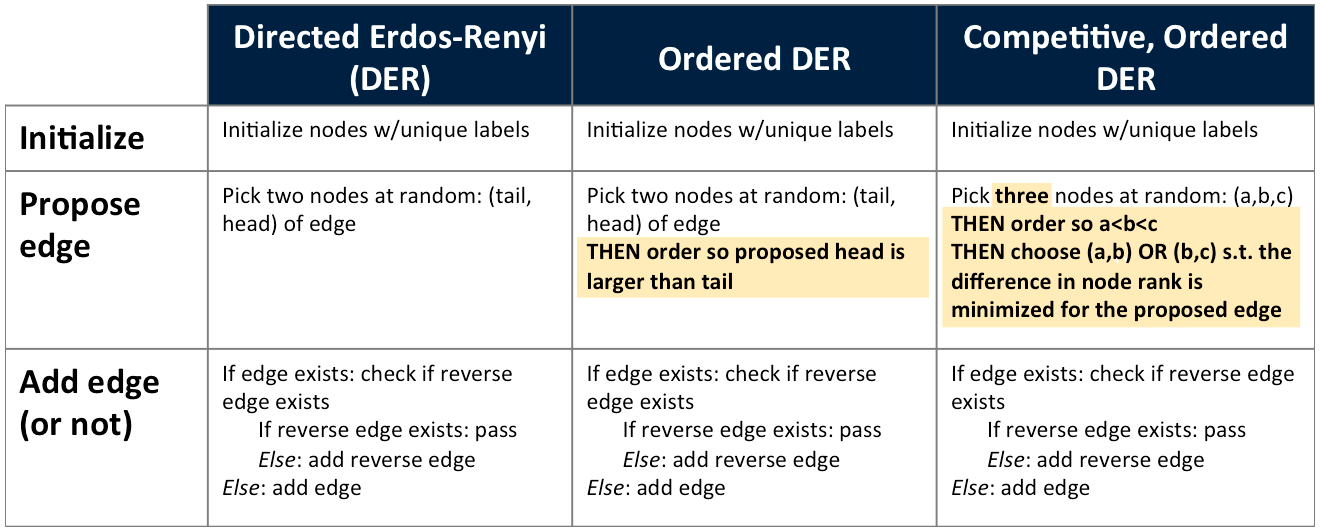 Directed Erdos-Renyi
(DER)
Ordered DER
Competitive, Ordered
DER
Initialize
Initialize nodes w/unique labels
Initialize nodes w/unique labels
Initialize nodes w/unique labels
Propose
edge
Pick two nodes at random: (tail,
head) of edge
Pick two nodes at random: (tail,
head) of edge
THEN order so proposed head is
larger than tail
Pick three nodes at random: (a,b,c)
THEN order so a<b<c
THEN choose (a,b) OR (b,c) s.t. the
difference in node rank is
minimized for the proposed edge
Add edge
(or not)
If edge exists: check if reverse
edge exists
If reverse edge exists: pass
Else: add reverse edge
Else: add edge
If edge exists: check if reverse
edge exists
If reverse edge exists: pass
Else: add reverse edge
Else: add edge
If edge exists: check if reverse edge
exists
If reverse edge exists: pass
Else: add reverse edge
Else: add edge